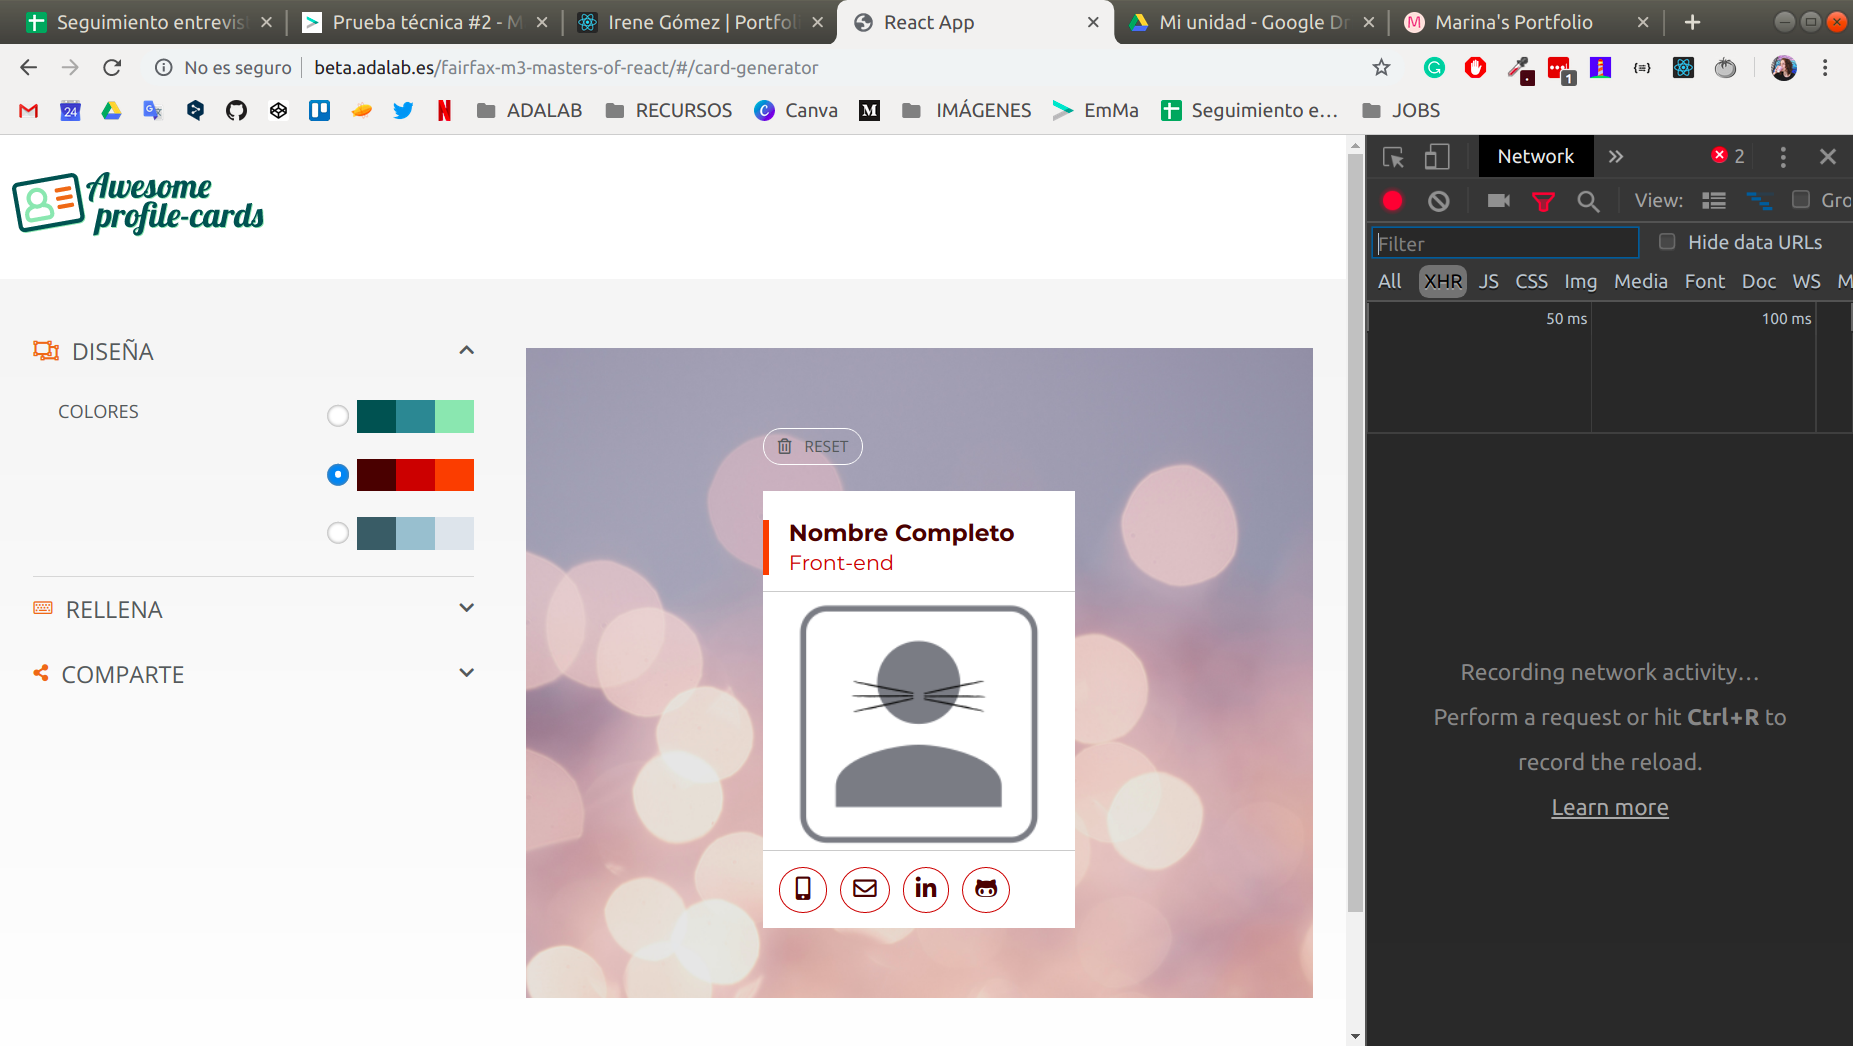 Seguimiento entrevis
Prueba técnica #2 - M
Irene Gómez | Portfoli
React App
Mi unidad - Google Dr
Marina's Portfolio
No es seguro
beta.adalab.es/fairfax-m3-masters-of-react/#/card-generator
1
24
ADALAB
RECURSOS
Canva
IMÁGENES
EmMa
Seguimiento e...
JOBS
Awesome
profile-cards
DISEÑA
COLORES
RELLENA
COMPARTE
RESET
Nombre Completo
Front-end
in
Network
2
View:
Gro
Filter
Hide data URLs
All XHR JS CSS Img Media Font Doc WS M
50 ms
100 ms
Recording network activity...
Perform a request or hit Ctrl+R to
record the reload.
Learn more